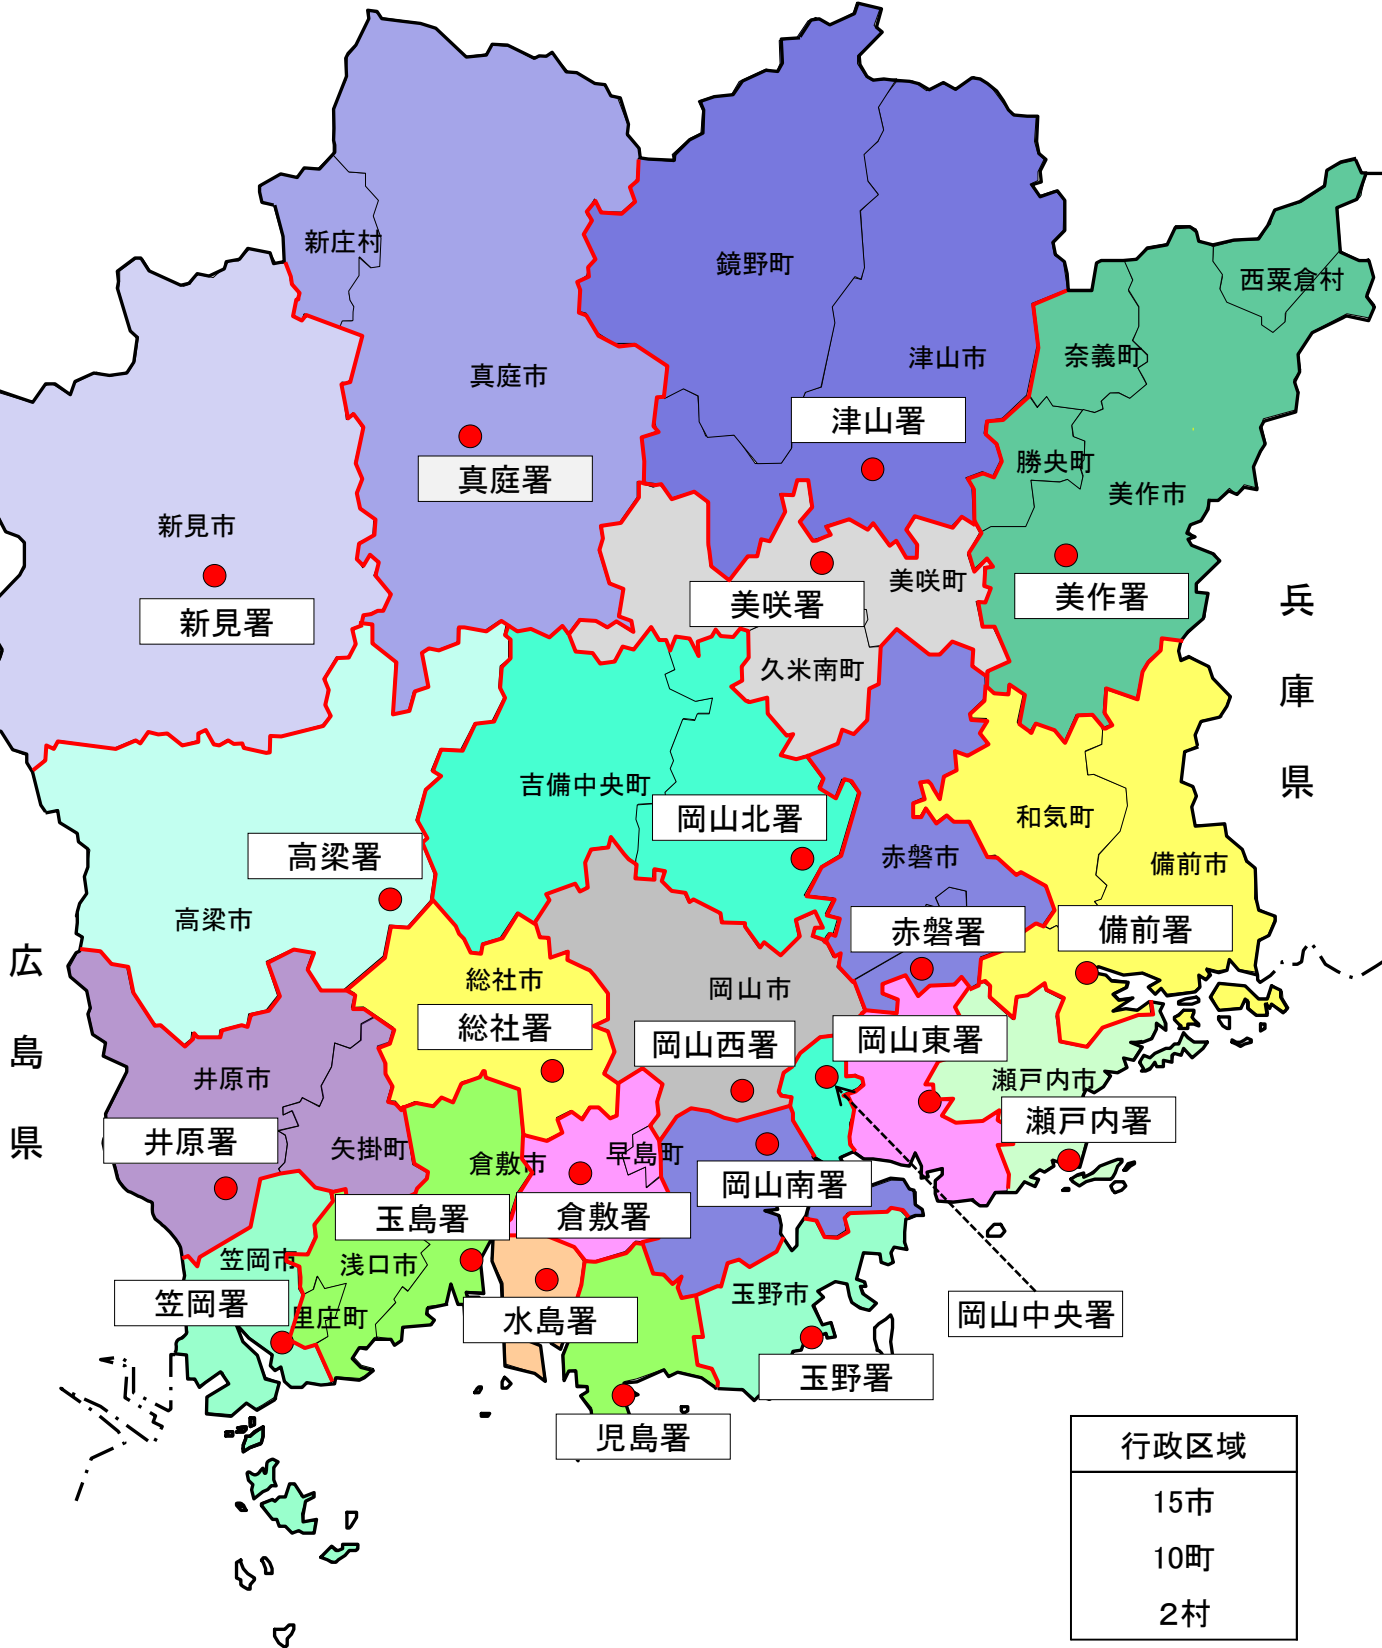 新庄村
鏡野町
西粟倉村
津山市
奈義町
真庭市
津山署
勝央町
真庭署
美作市
新見市
美咲町
美作署
美咲署
新見署
兵庫県
久米南町
吉備中央町
岡山北署
和気町
高梁署
赤磐市
備前市
高梁市
赤磐署
備前署
広島県
総社市
岡山市
総社署
岡山西署
岡山東署
井原市
瀬戸内市
瀬戸内署
井原署
矢掛町
倉敷市
早島町
岡山南署
玉島署
倉敷署
笠岡市
浅口市
笠岡署
里庄町
水島署
玉野市
岡山中央署
玉野署
児島署
行政区域
15市
10町
２村